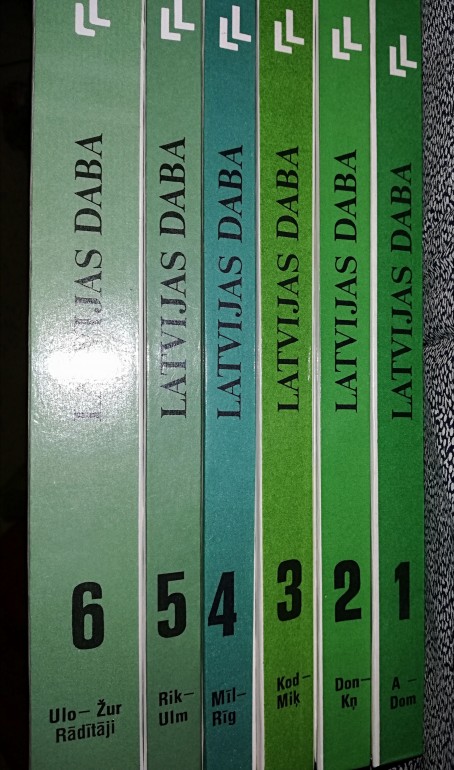 LATVIJAS DABA
6
Ulo – Žur
Rādītāji
LATVIJAS DABA
5
Rik –
Ulm
LATVIJAS DABA
4
Mīl –
Rīg
LATVIJAS DABA
3
Kod –
Miķ
LATVIJAS DABA
2
Don –
Kņ
LATVIJAS DABA
1
A –
Dom